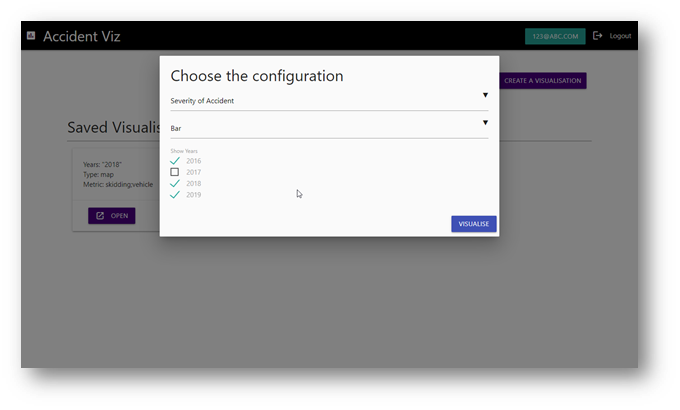 Accident Viz
123@ABC.COM
Logout
CREATE A VISUALISATION
Choose the configuration
Severity of Accident
Bar
Show Years
2016
2017
2018
2019
VISUALISE
Saved Visualis
Years: "2018"
Type: map
Metric: skidding;vehicle
OPEN